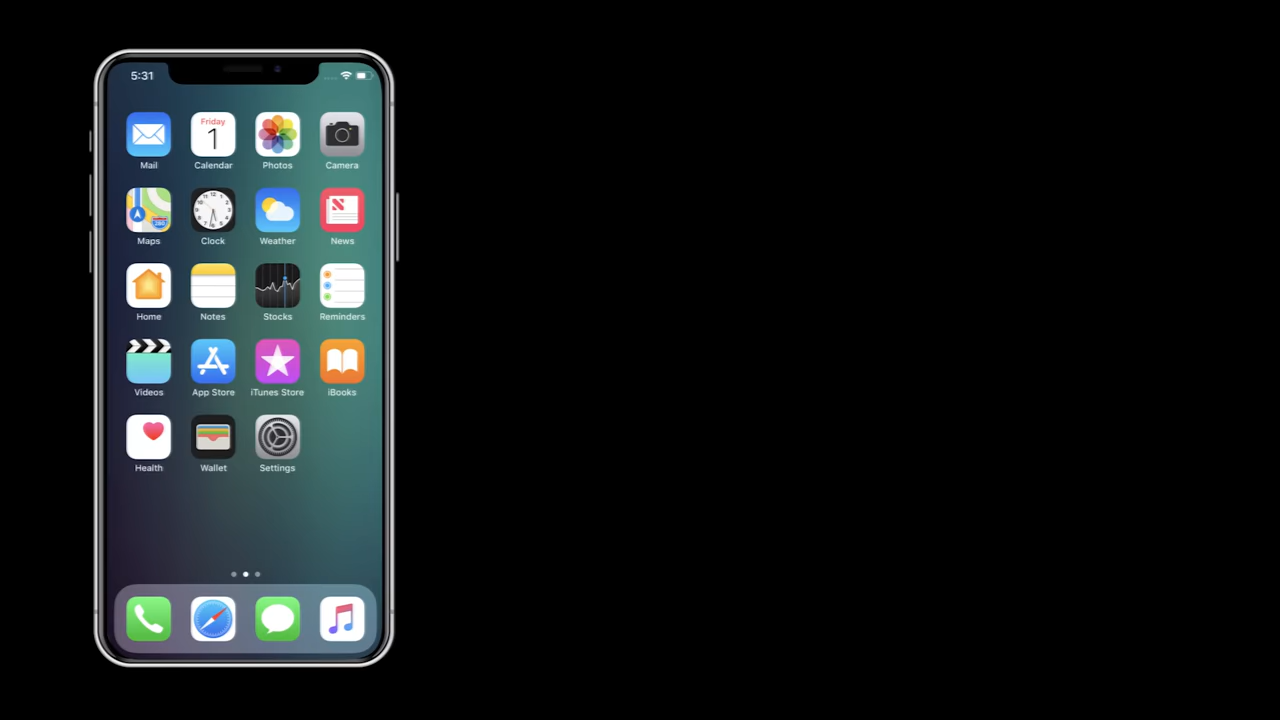 5:31
Friday
1
Mail Calendar Photos Camera
280
Maps Clock Weather News
Home Notes Stocks Reminders
Videos App Store iTunes Store iBooks
Health Wallet Settings